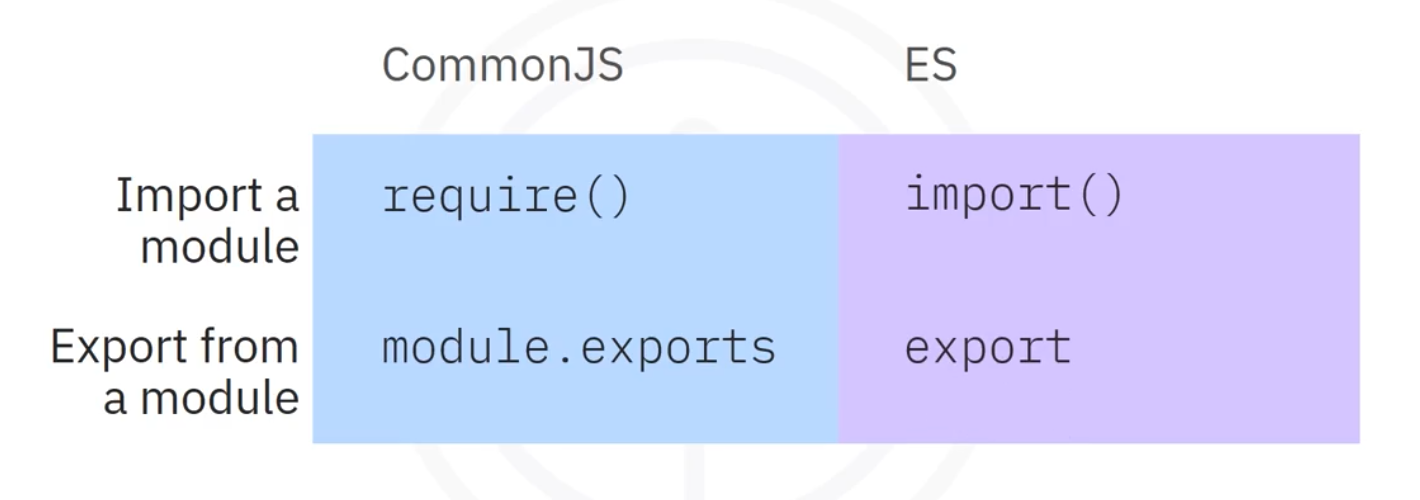 CommonJS ES
Import a require() import()
module
Export from module.exports export
a module